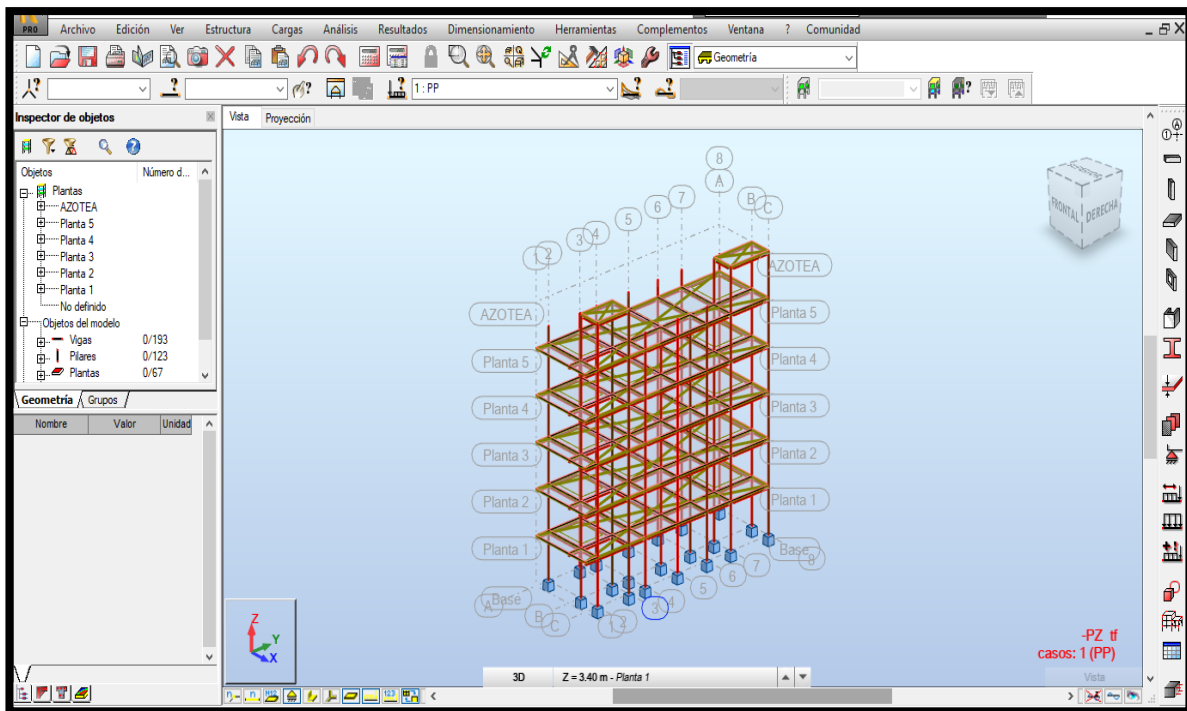 PRO Archivo Edición Ver Estructura Cargas Análisis Resultados Dimensionamiento Herramientas Complementos Ventana ? Comunidad
Geometría
1 : PP
Inspector de objetos
Vista Proyección
Objetos Número d...
Plantas
AZOTEA
Planta 5
Planta 4
Planta 3
Planta 2
Planta 1
No definido
Objetos del modelo
Vigas 0/193
Pilares 0/123
Plantas 0/67
Geometría Grupos
Nombre Valor Unidad
8
A
B
C
7
6
5
4
3
2
1
FRONTAL DERECHA
AZOTEA
AZOTEA
Planta 5
Planta 5
Planta 4
Planta 4
Planta 3
Planta 3
Planta 2
Planta 2
Planta 1
Planta 1
Base
8
7
6
5
4
3
Base
A
B
C
1
2
Z
Y
X
-PZ tf
casos: 1 (PP)
3D Z = 3.40 m - Planta 1
Vista